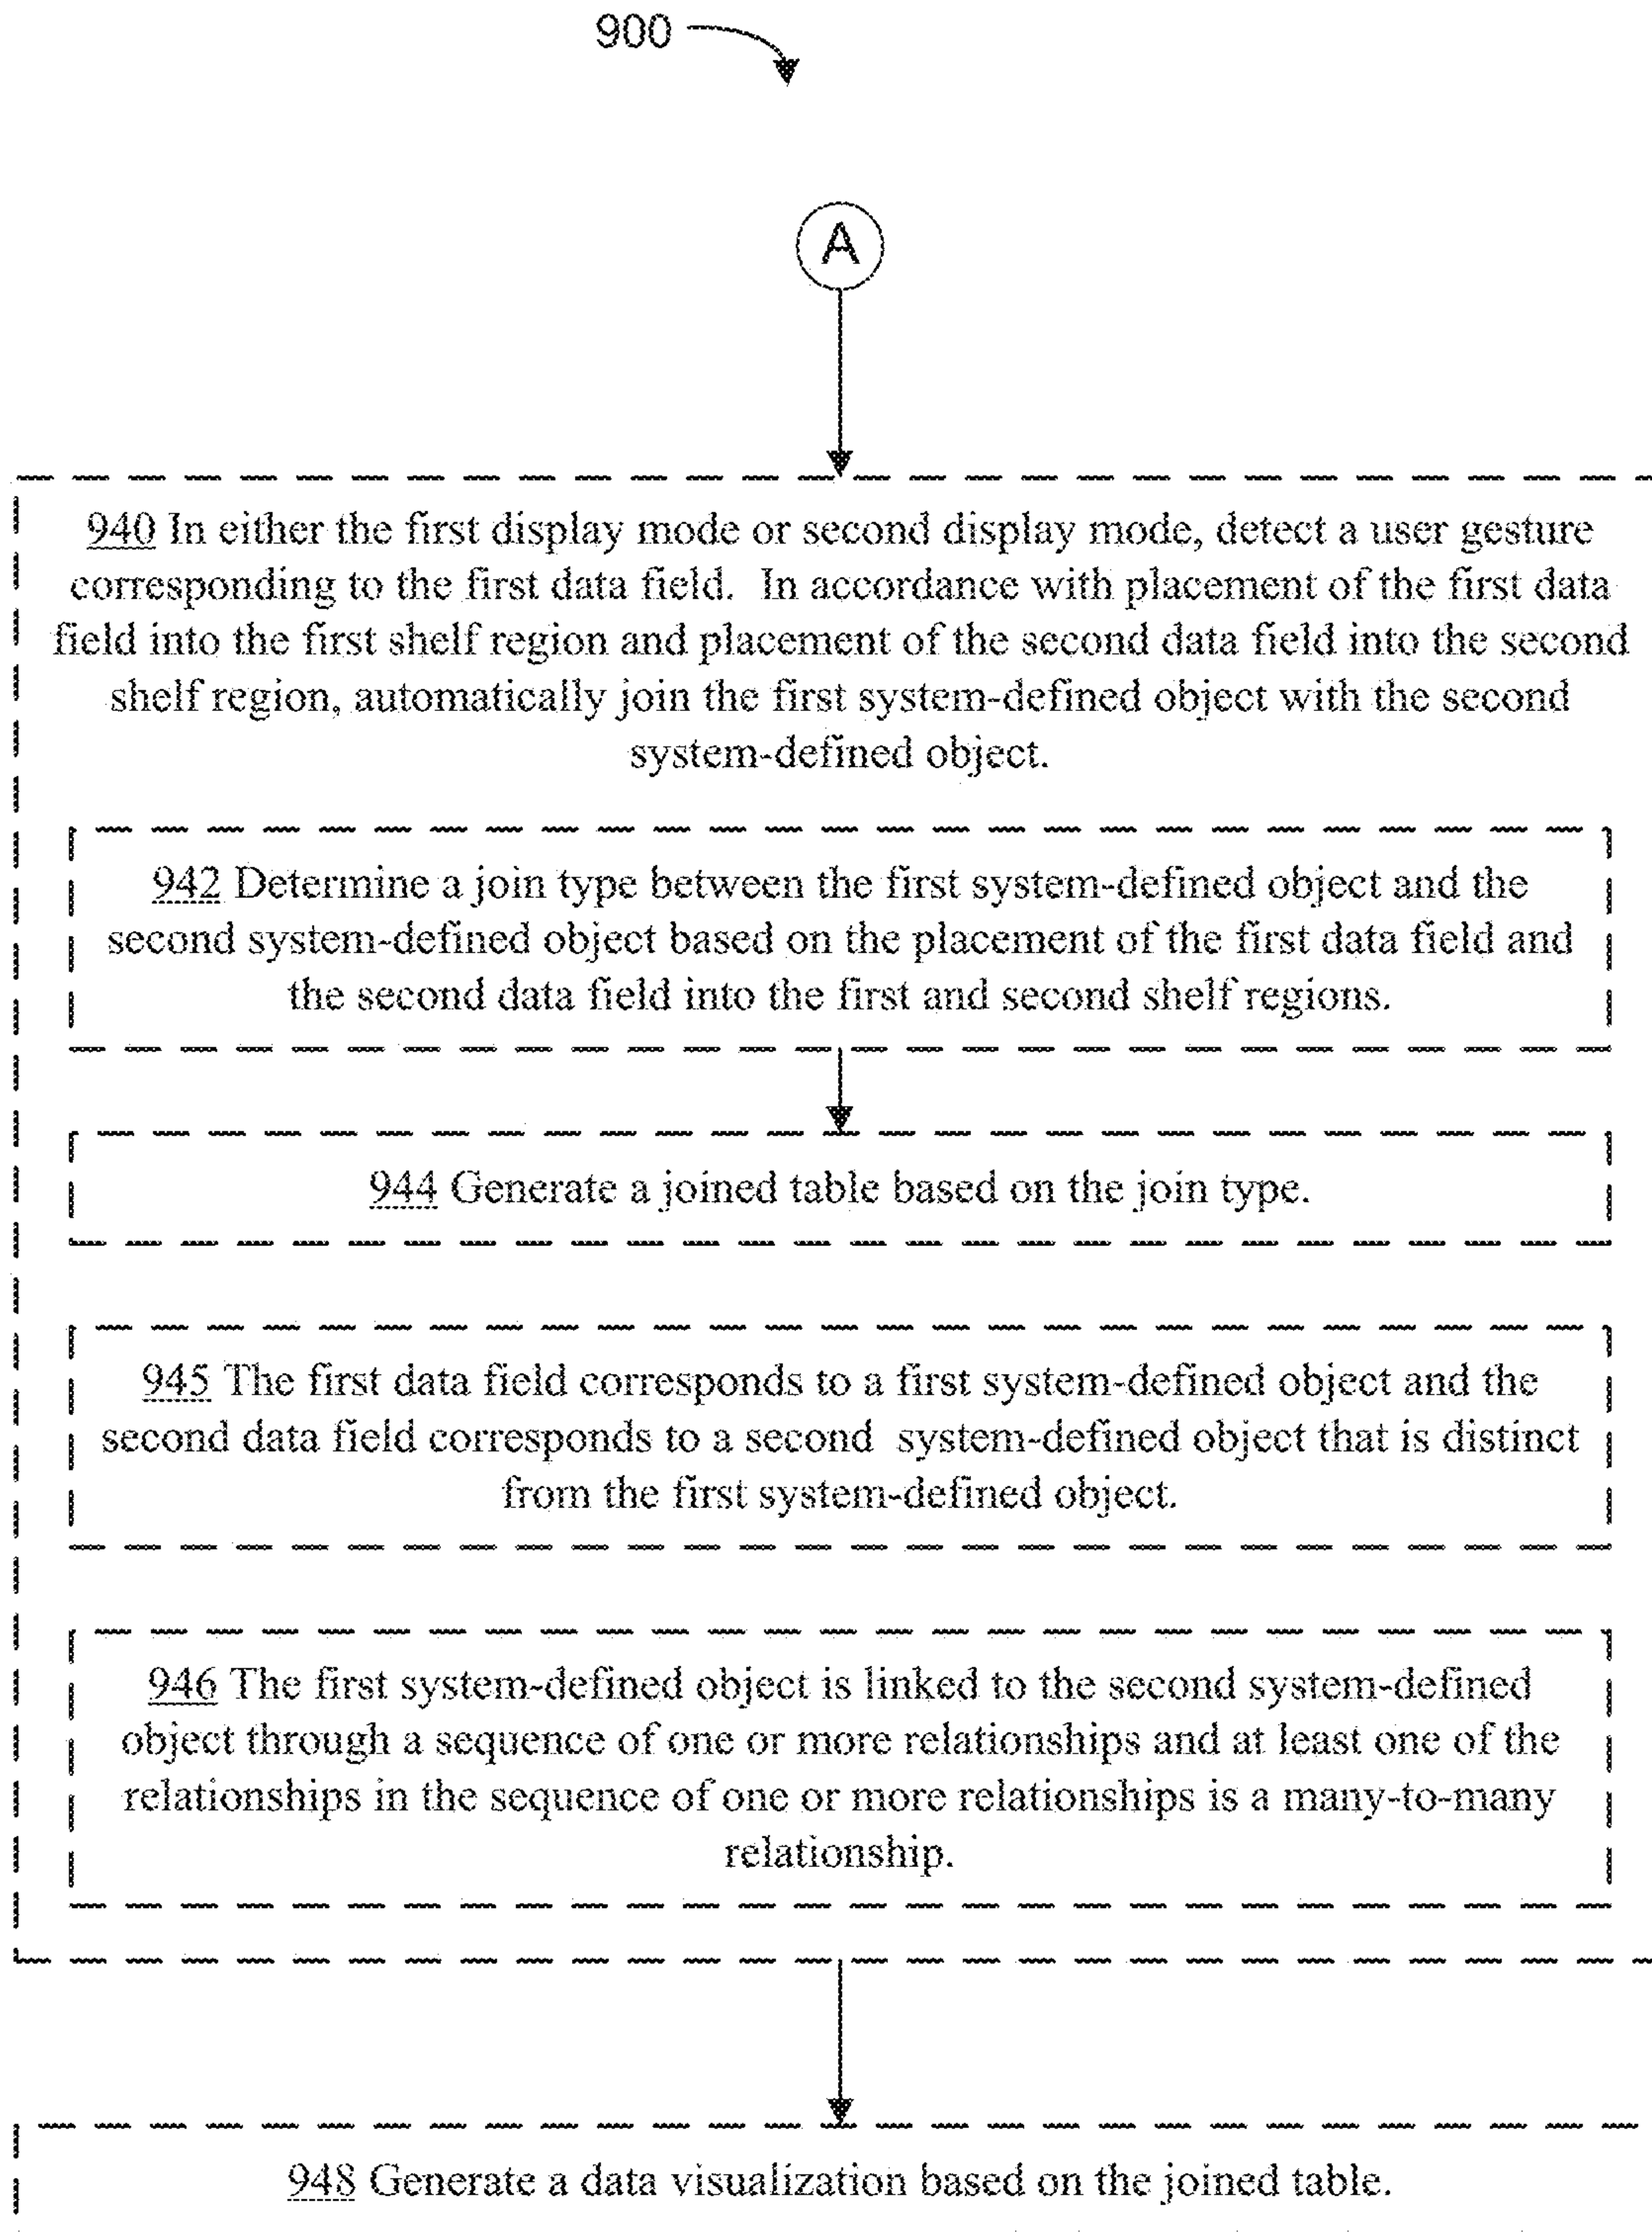 900
A
940 In either the first display mode or second display mode, detect a user gesture
corresponding to the first data field.  In accordance with placement of the first data
field into the first shelf region and placement of the second data field into the second
shelf region, automatically join the first system-defined object with the second
system-defined object.
942 Determine a join type between the first system-defined object and the
second system-defined object based on the placement of the first data field and
the second data field into the first and second shelf regions.
944 Generate a joined table based on the join type.
945 The first data field corresponds to a first system-defined object and the
second data field corresponds to a second  system-defined object that is distinct
from the first system-defined object.
946 The first system-defined object is linked to the second system-defined
object through a sequence of one or more relationships and at least one of the
relationships in the sequence of one or more relationships is a many-to-many
relationship.
948 Generate a data visualization based on the joined table.